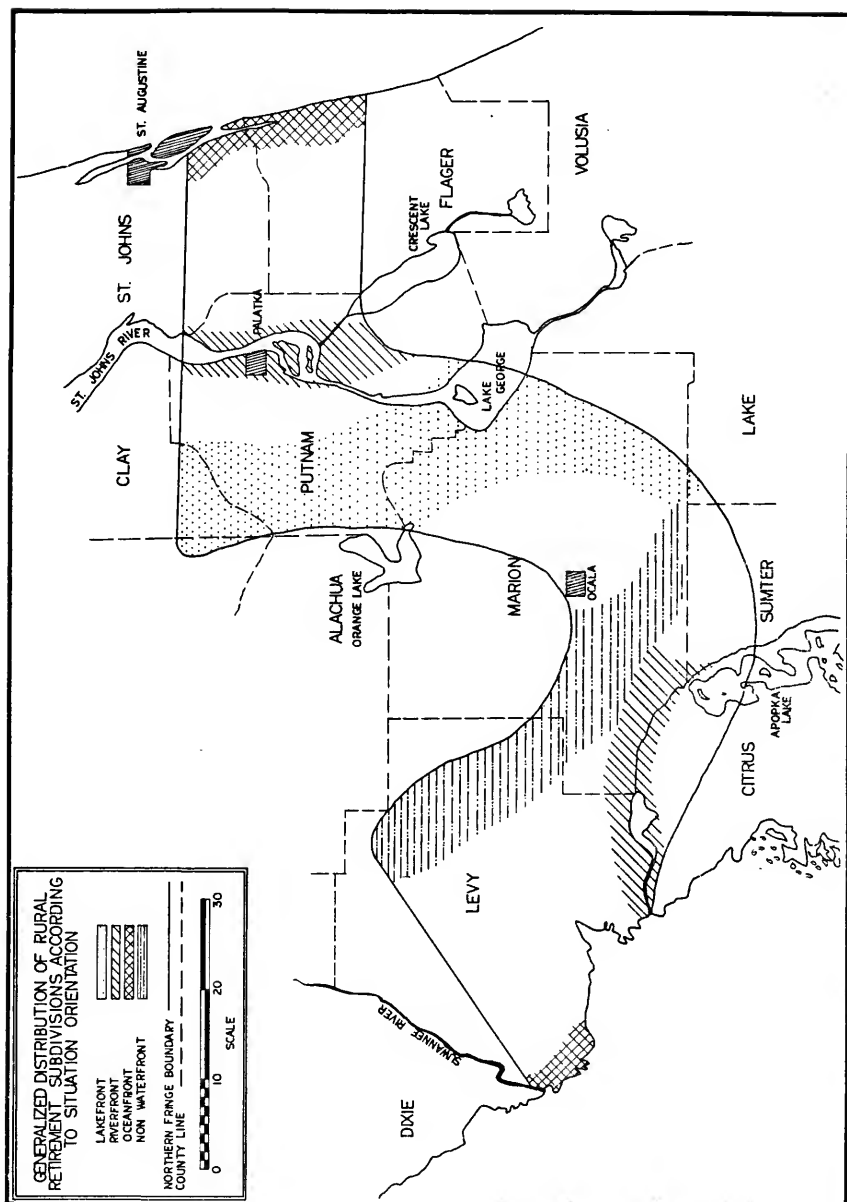 GENERALIZED DISTRIBUTION OF RURAL
RETIREMENT SUBDIVISIONS ACCORDING
TO SITUATION ORIENTATION
LAKEFRONT
RIVERFRONT
OCEANFRONT
NON WATERFRONT
NORTHERN FRINGE BOUNDARY
COUNTY LINE
0
10
20
30
SCALE
DIXIE
SUWANNEE
RIVER
LEVY
CITRUS
APOPKA
LAKE
SUMTER
MARION
OCALA
ALACHUA
ORANGE LAKE
LAKE
CLAY
PUTNAM
LAKE
GEORGE
ST. JOHNS RIVER
PALATKA
ST. JOHNS
CRESCENT
LAKE
FLAGER
VOLUSIA
ST. AUGUSTINE